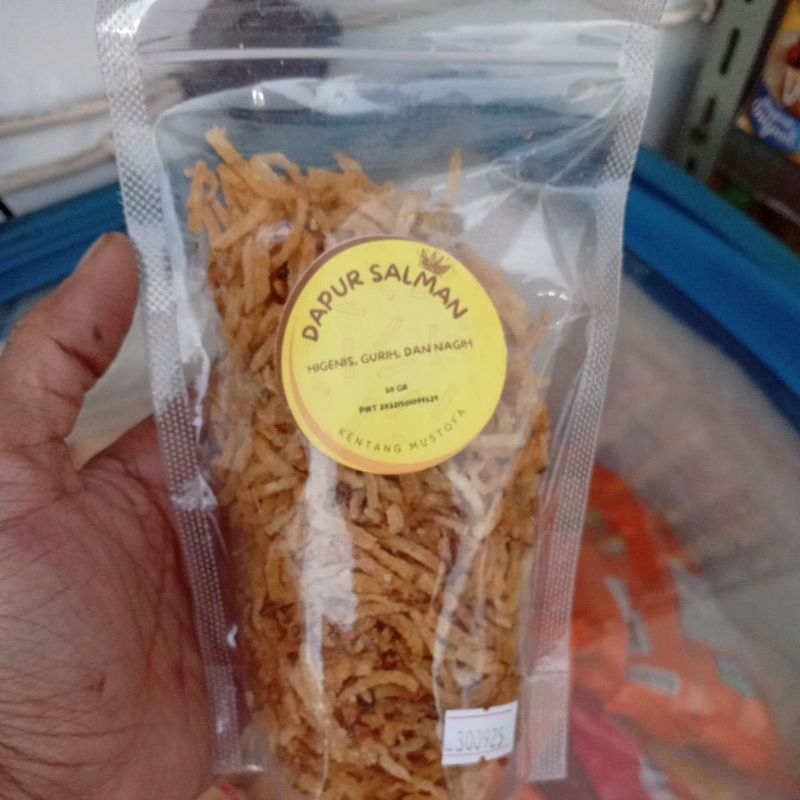 DAPUR SALMAN
HIGENIS, GURIH, DAN NAGIH
50 GR
KENTANG MUSTOFA
300925